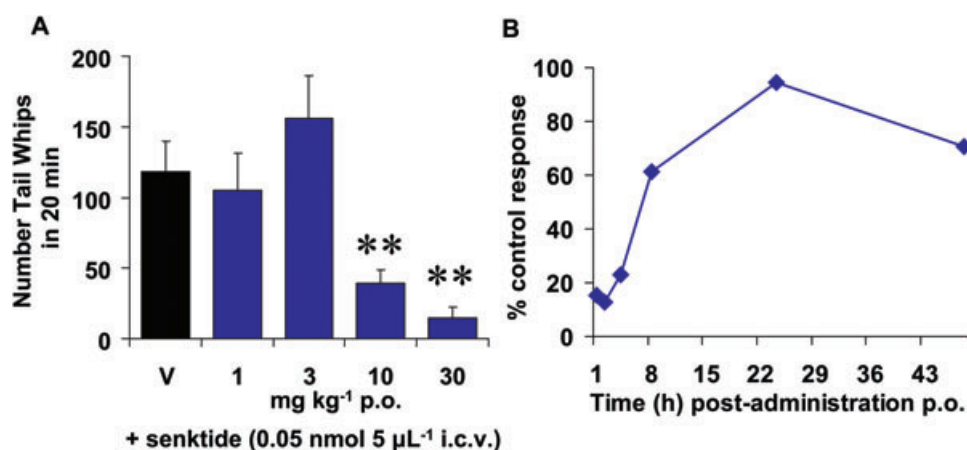 A
Number Tail Whips
in 20 min
200
150
100
50
0
**
**
V 1 3 10 30
mg kg⁻¹ p.o.
+ senktide (0.05 nmol 5 µL⁻¹ i.c.v.)
B
% control response
100
80
60
40
20
0
1 8 15 22 29 36 43
Time (h) post-administration p.o.